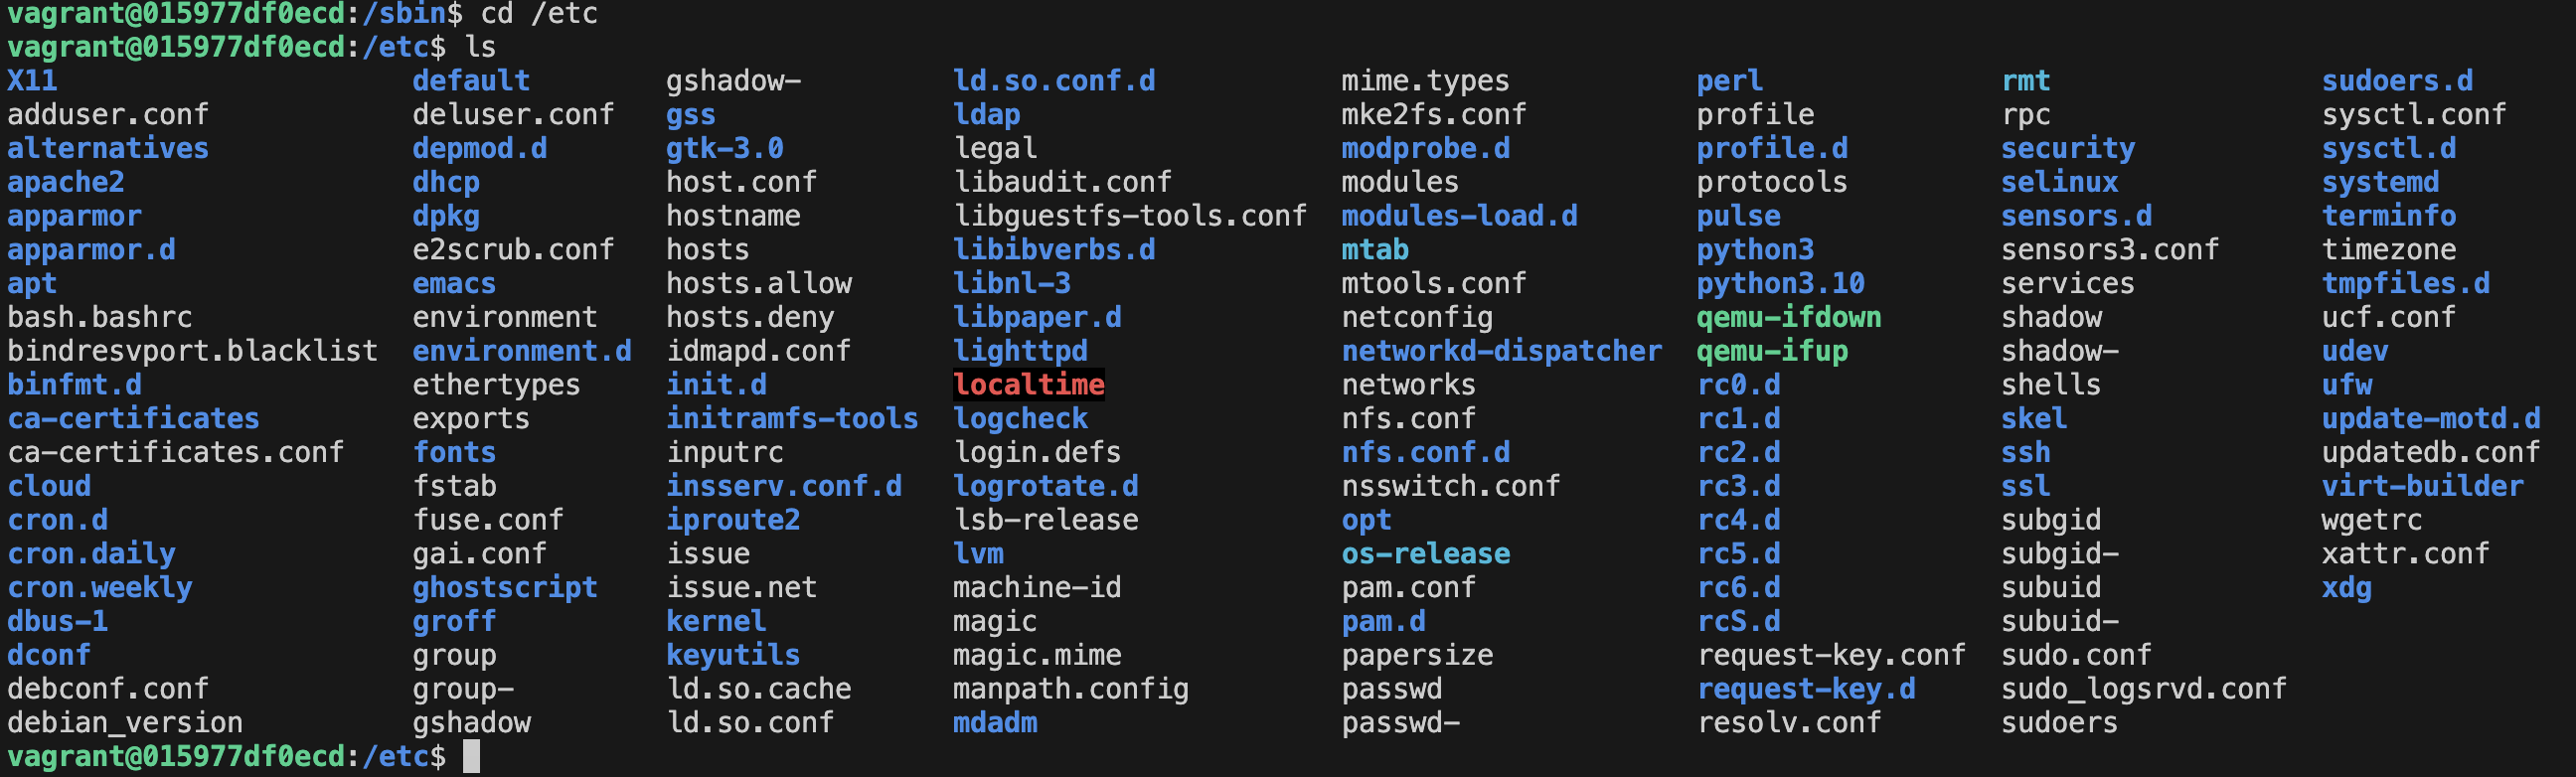 vagrant@015977df0ecd:/sbin$ cd /etc
vagrant@015977df0ecd:/etc$ ls
X11 default gshadow- ld.so.conf.d mime.types perl rmt sudoers.d
adduser.conf deluser.conf gss ldap mke2fs.conf profile rpc sysctl.conf
alternatives depmod.d gtk-3.0 legal modprobe.d profile.d security sysctl.d
apache2 dhcp host.conf libaudit.conf modules protocols selinux systemd
apparmor dpkg hostname libguestfs-tools.conf modules-load.d pulse sensors.d terminfo
apparmor.d e2scrub.conf hosts libibverbs.d mtab python3 sensors3.conf timezone
apt emacs hosts.allow libnl-3 mtools.conf python3.10 services tmpfiles.d
bash.bashrc environment hosts.deny libpaper.d netconfig qemu-ifdown shadow ucf.conf
bindresvport.blacklist environment.d idmapd.conf lighttpd networkd-dispatcher qemu-ifup shadow- udev
binfmt.d ethertypes init.d localtime networks rc0.d shells ufw
ca-certificates exports initramfs-tools logcheck nfs.conf rc1.d skel update-motd.d
ca-certificates.conf fonts inputrc login.defs nfs.conf.d rc2.d ssh updatedb.conf
cloud fstab insserv.conf.d logrotate.d nsswitch.conf rc3.d ssl virt-builder
cron.d fuse.conf iproute2 lsb-release opt rc4.d subgid wgetrc
cron.daily gai.conf issue lvm os-release rc5.d subgid- xattr.conf
cron.weekly ghostscript issue.net machine-id pam.conf rc6.d subuid xdg
dbus-1 groff kernel magic pam.d rcS.d subuid-
dconf group keyutils magic.mime papersize request-key.conf sudo.conf
debconf.conf group- ld.so.cache manpath.config passwd request-key.d sudo_logsrvd.conf
debian_version gshadow ld.so.conf mdadm passwd- resolv.conf sudoers
vagrant@015977df0ecd:/etc$